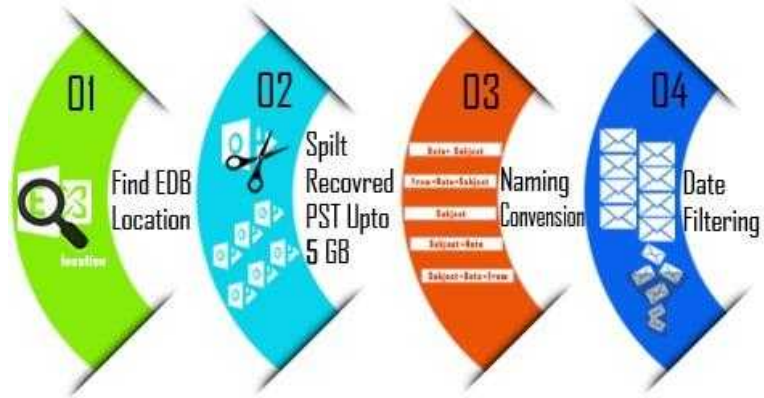 01
Find EDB
Location
location
02
Spilt
Recovred
PST Upto
5 GB
03
Date+ Subject
From+Date+Subject
Subject
Subject+Date
Subject+Date+From
Naming
Convension
04
Date
Filtering